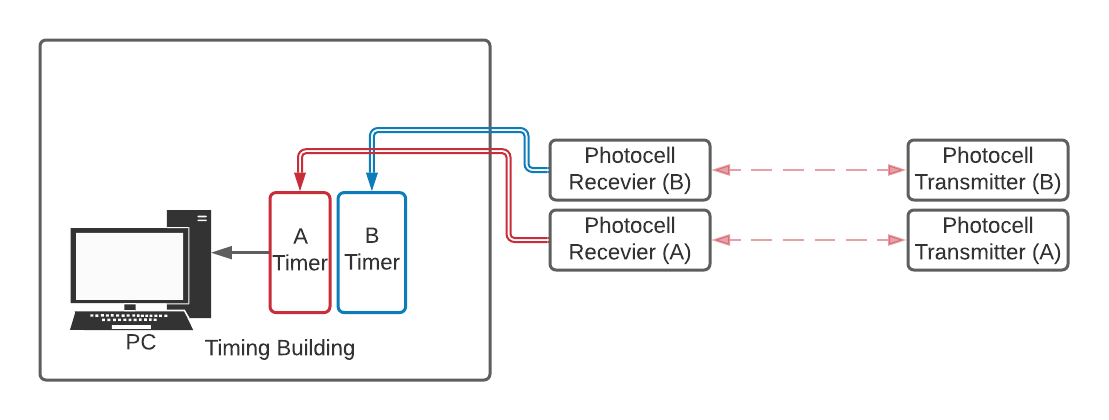 Photocell
Recevier (B)
Photocell
Transmitter (B)
Photocell
Recevier (A)
Photocell
Transmitter (A)
A
Timer
B
Timer
PC
Timing Building